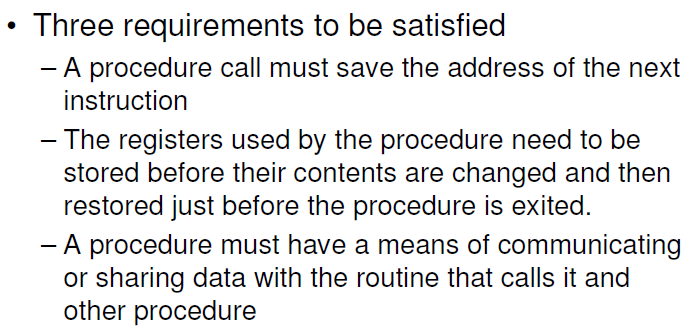 • Three requirements to be satisfied
– A procedure call must save the address of the next
instruction
– The registers used by the procedure need to be
stored before their contents are changed and then
restored just before the procedure is exited.
– A procedure must have a means of communicating
or sharing data with the routine that calls it and
other procedure